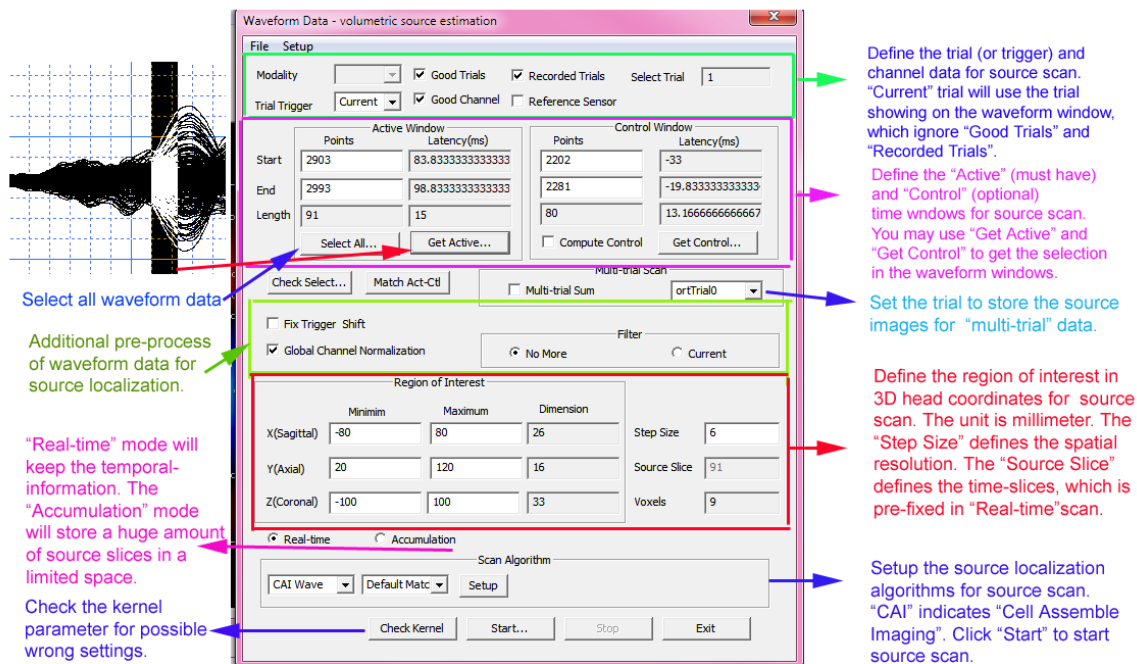 Waveform Data - volumetric source estimation
File Setup
Modality
Good Trials
Recorded Trials
Select Trial 1
Trial Trigger Current
Good Channel
Reference Sensor
Active Window
Control Window
Points Latency(ms)
Points Latency(ms)
Start 2903 83.8333333333333 2202 -33
End 2993 98.8333333333333 2281 -19.833333333333
Length 91 15 80 13.1666666666667
Select All... Get Active... Compute Control Get Control...
Check Select... Match Act-Ctl
Multi-trial Scan
Multi-trial Sum ortTrial0
Fix Trigger Shift
Global Channel Normalization
Filter
No More Current
Region of Interest
Minimim Maximum Dimension
X(Sagittal) -80 80 26 Step Size 6
Y(Axial) 20 120 16 Source Slice 91
Z(Coronal) -100 100 33 Voxels 9
Real-time Accumulation
Scan Algorithm
CAI Wave Default Matc Setup
Check Kernel Start... Stop Exit
Select all waveform data
Additional pre-process
of waveform data for
source localization.
“Real-time” mode will
keep the temporal-
information. The
“Accumulation” mode
will store a huge amount
of source slices in a
limited space.
Check the kernel
parameter for possible
wrong settings.
Define the trial (or trigger) and
channel data for source scan.
“Current” trial will use the trial
showing on the waveform window,
which ignore “Good Trials” and
“Recorded Trials”.
Define the “Active” (must have)
and “Control” (optional)
time windows for source scan.
You may use “Get Active” and
“Get Control” to get the selection
in the waveform windows.
Set the trial to store the source
images for “multi-trial” data.
Define the region of interest in
3D head coordinates for source
scan. The unit is millimeter. The
“Step Size” defines the spatial
resolution. The “Source Slice”
defines the time-slices, which is
pre-fixed in “Real-time”scan.
Setup the source localization
algorithms for source scan.
“CAI” indicates “Cell Assemble
Imaging”. Click “Start” to start
source scan.